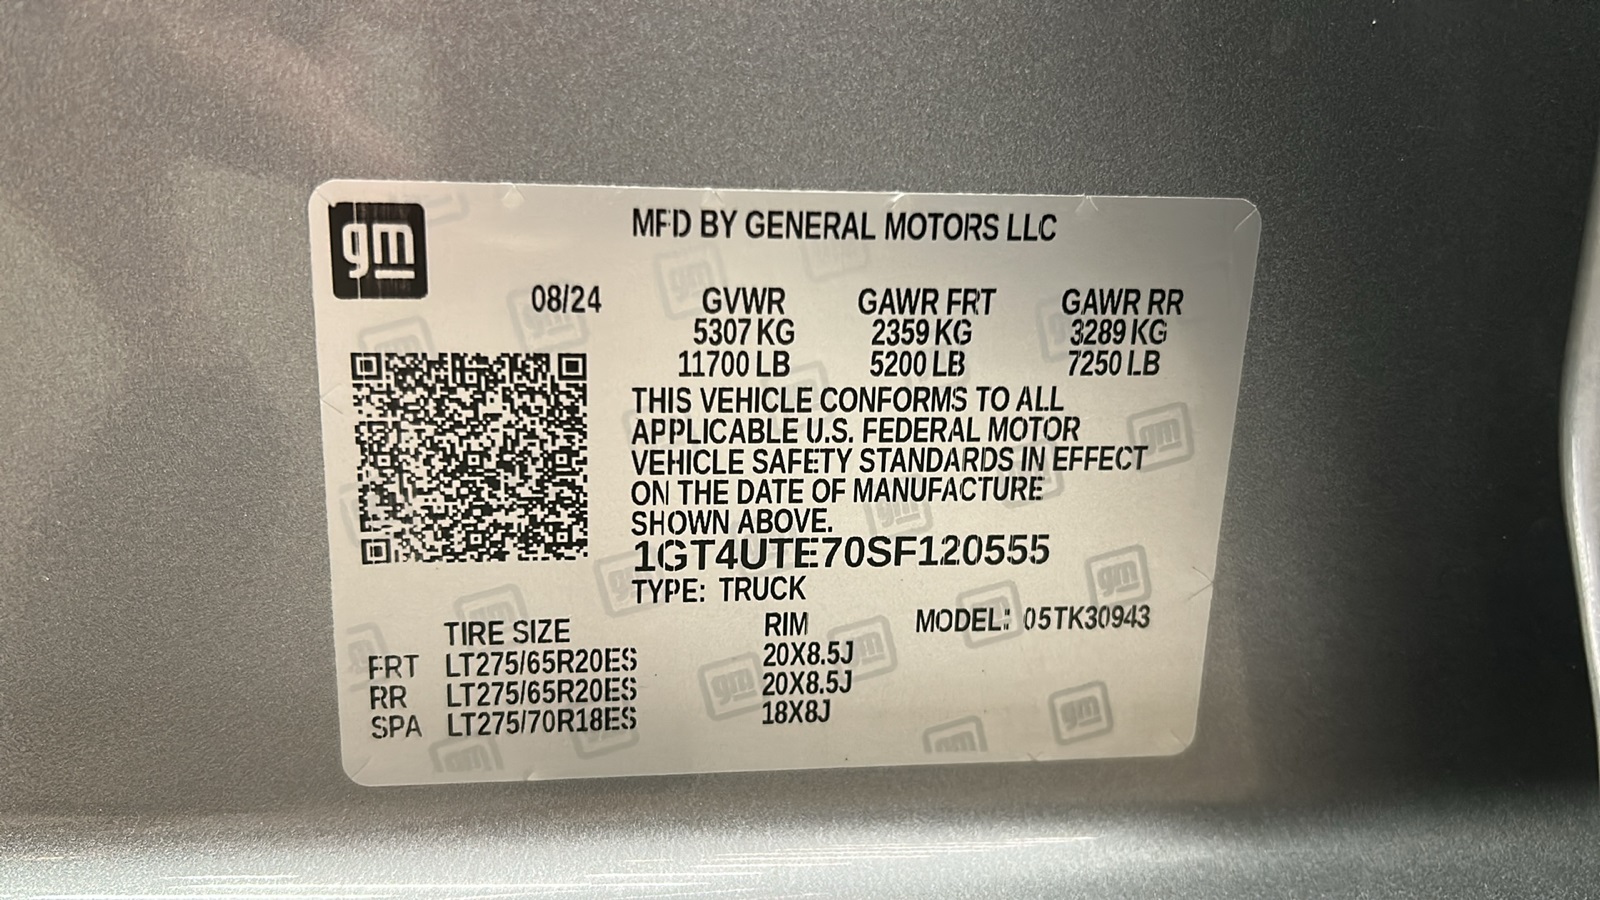 gm
MFD BY GENERAL MOTORS LLC
08/24 GVWR GAWR FRT GAWR RR
5307 KG 2359 KG 3289 KG
11700 LB 5200 LB 7250 LB
THIS VEHICLE CONFORMS TO ALL
APPLICABLE U.S. FEDERAL MOTOR
VEHICLE SAFETY STANDARDS IN EFFECT
ON THE DATE OF MANUFACTURE
SHOWN ABOVE.
1GT4UTE70SF120555
TYPE: TRUCK
TIRE SIZE RIM MODEL: 05TK30943
FRT LT275/65R20ES 20X8.5J
RR LT275/65R20ES 20X8.5J
SPA LT275/70R18ES 18X8J